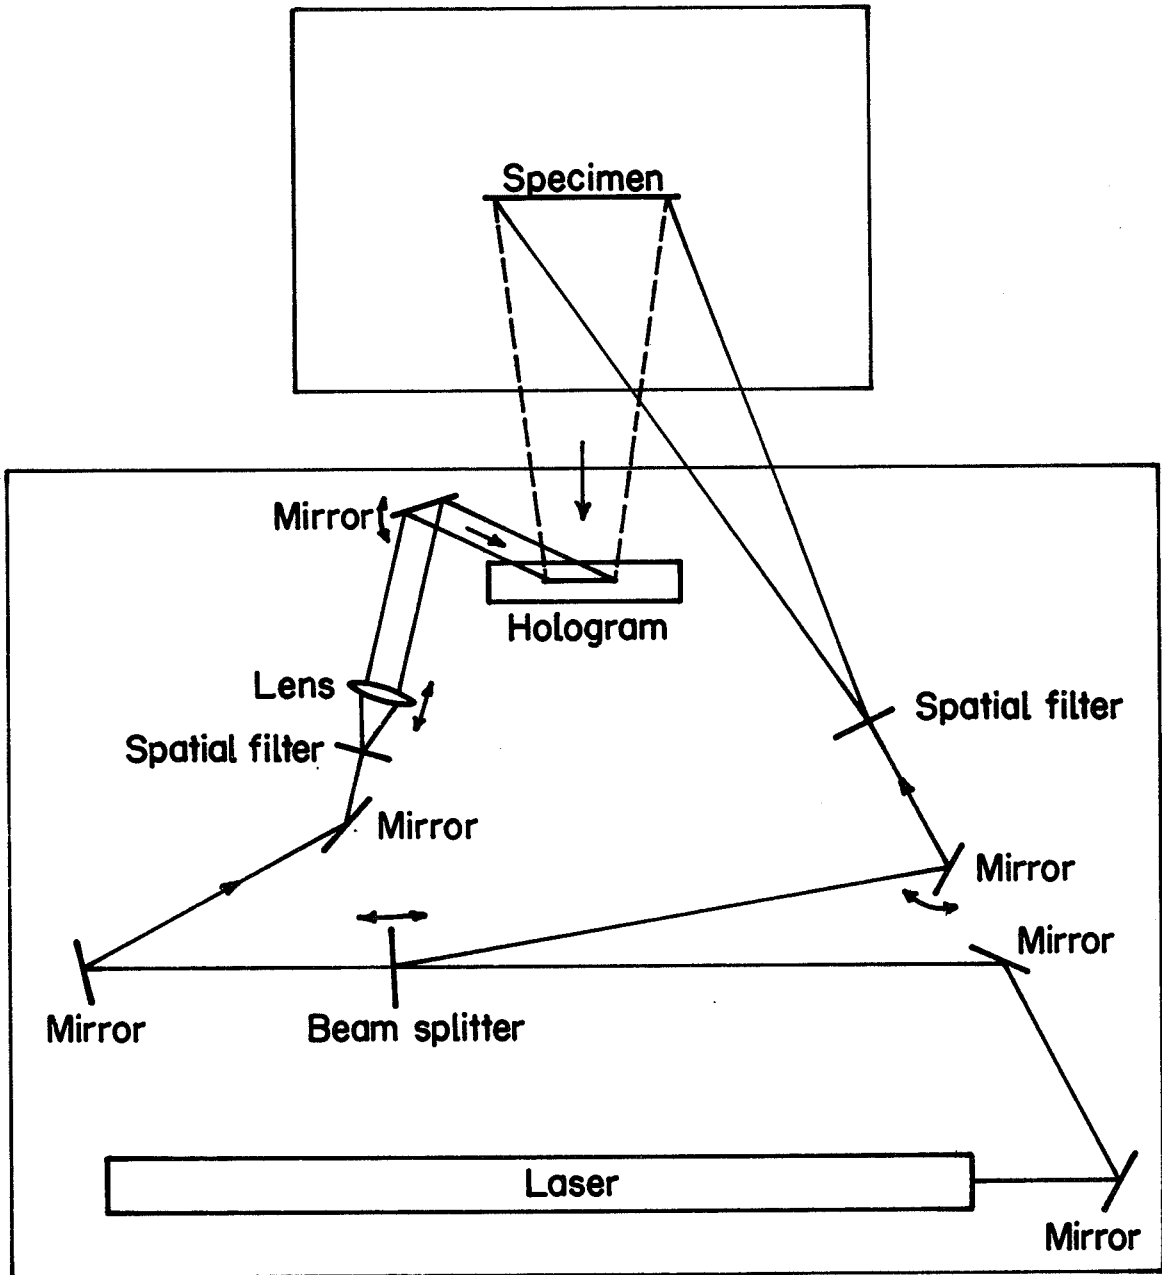 Specimen
Mirror
Hologram
Lens
Spatial filter
Spatial filter
Mirror
Mirror
Mirror
Mirror
Beam splitter
Laser
Mirror